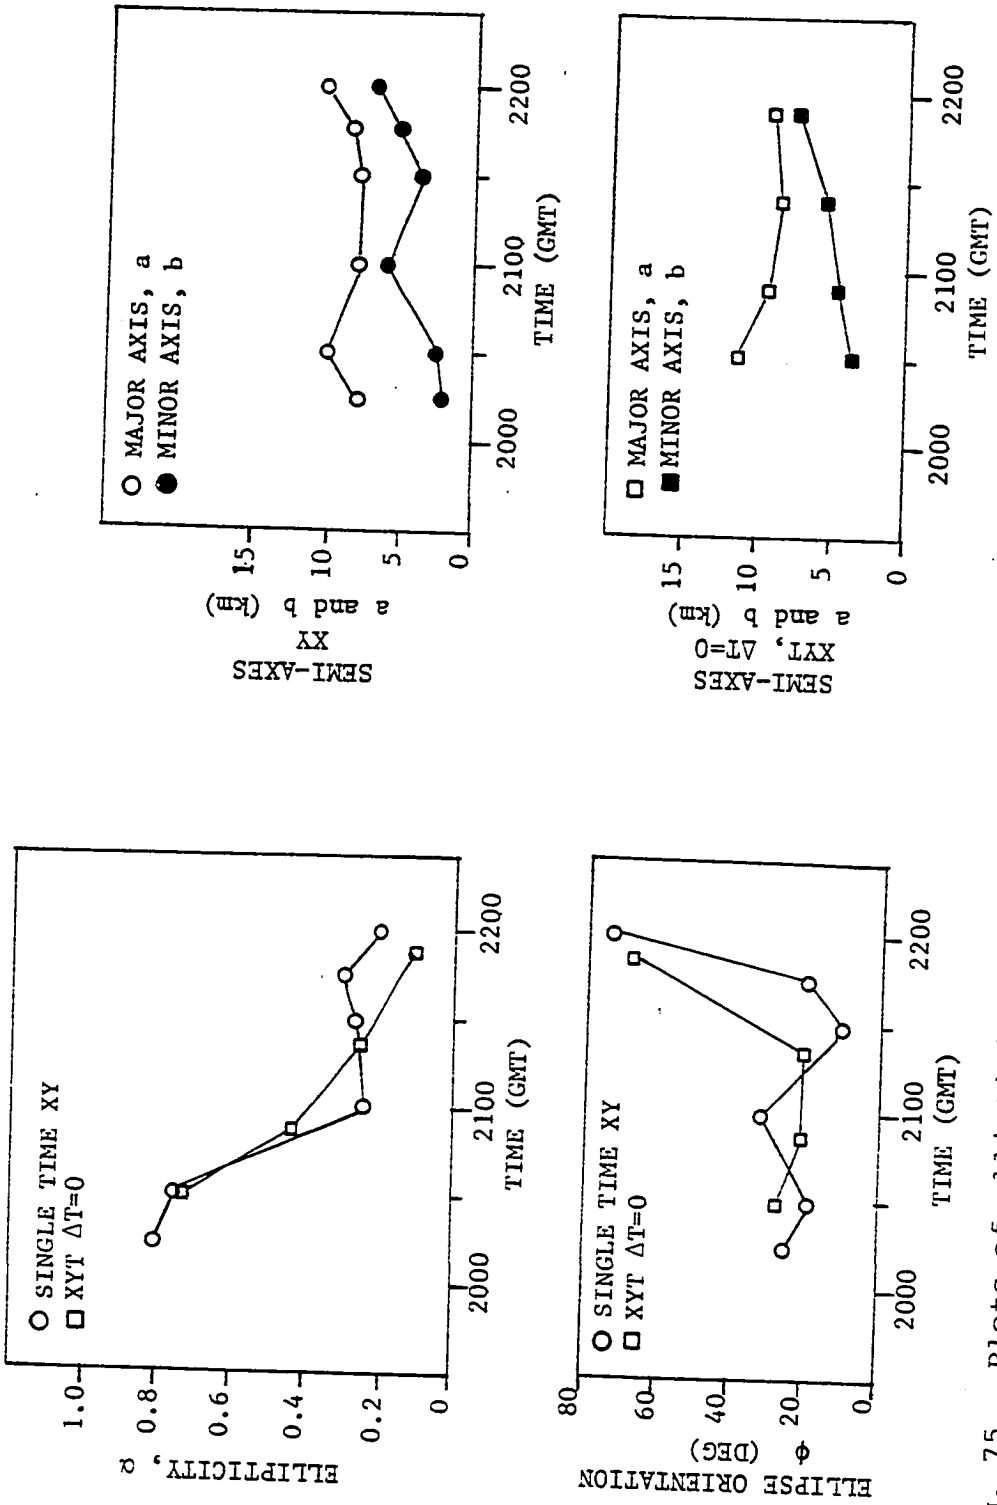 ELLIPTICITY, α
1.0
0.8
0.6
0.4
0.2
0
○ SINGLE TIME XY
□ XYT ΔT=0
2000
2100
2200
TIME (GMT)
SEMI-AXES
XY
a and b (km)
15
10
5
0
○ MAJOR AXIS, a
● MINOR AXIS, b
2000
2100
2200
TIME (GMT)
ELLIPSE ORIENTATION
φ
(DEG)
80
60
40
20
0
○ SINGLE TIME XY
□ XYT ΔT=0
2000
2100
2200
TIME (GMT)
SEMI-AXES
XYT, ΔT=0
a and b (km)
15
10
5
0
□ MAJOR AXIS, a
■ MINOR AXIS, b
2000
2100
2200
TIME (GMT)
75 Plots of